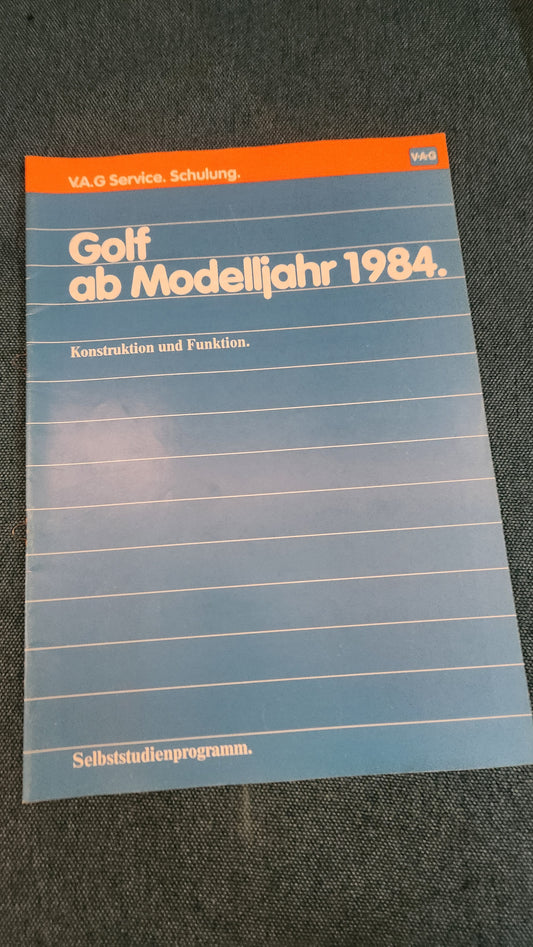 V.A.G Service. Schulung.
V·A·G
Golf
ab Modelljahr 1984.
Konstruktion und Funktion.
Selbststudienprogramm.